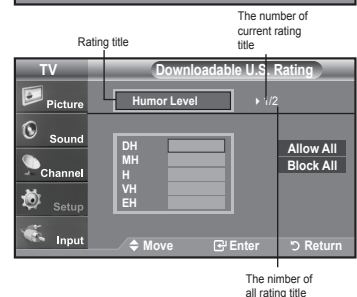 The number of
current rating
title
Rating title
TV
Downloadable U.S. Rating
Picture
Humor Level
1/2
Sound
DH
Allow All
MH
Block All
Channel
H
VH
Setup
EH
Input
Move Enter Return
The nimber of
all rating title